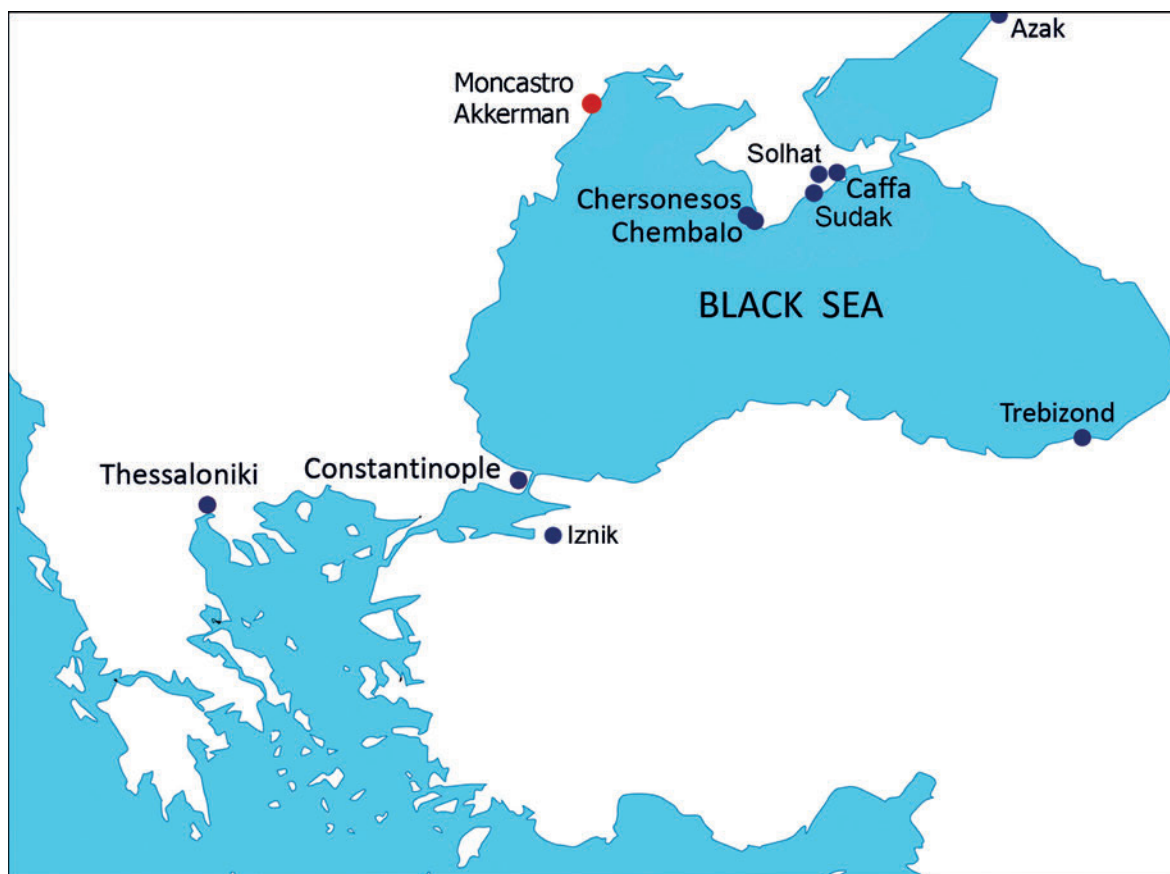 Azak
Moncastro
Akkerman
Solhat
Caffa
Chersonesos
Sudak
Chembalo
BLACK SEA
Trebizond
Constantinople
Thessaloniki
Iznik